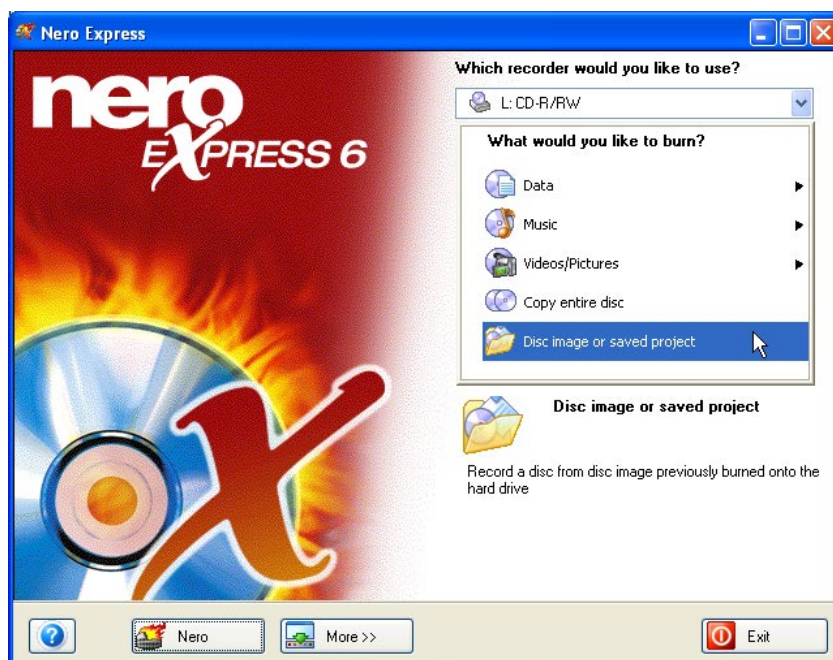 Nero Express
nero
EXPRESS 6
Which recorder would you like to use?
L: CD-R/RW
What would you like to burn?
Data
Music
Videos/Pictures
Copy entire disc
Disc image or saved project
Disc image or saved project
Record a disc from disc image previously burned onto the
hard drive
?
Nero
More >>
Exit